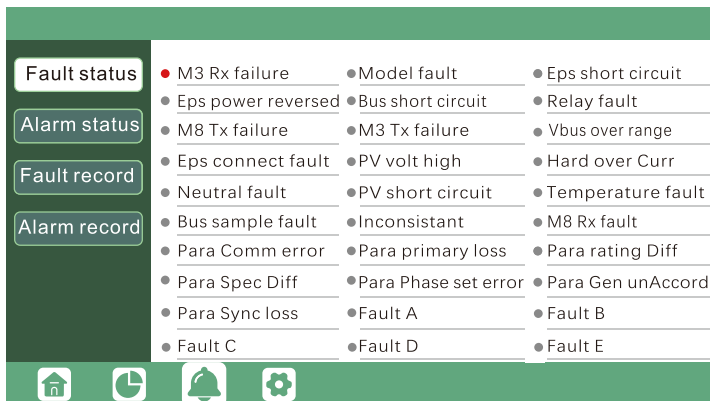 Fault status
Alarm status
Fault record
Alarm record
M3 Rx failure Model fault Eps short circuit
Eps power reversed Bus short circuit Relay fault
M8 Tx failure M3 Tx failure Vbus over range
Eps connect fault PV volt high Hard over Curr
Neutral fault PV short circuit Temperature fault
Bus sample fault Inconsistant M8 Rx fault
Para Comm error Para primary loss Para rating Diff
Para Spec Diff Para Phase set error Para Gen unAccord
Para Sync loss Fault A Fault B
Fault C Fault D Fault E